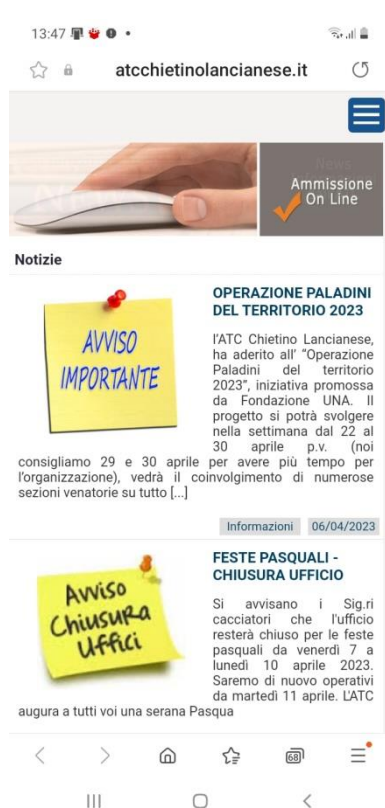 13:47
atcchietinolancianese.it
Ammissione
On Line
Notizie
AVVISO
IMPORTANTE
OPERAZIONE PALADINI
DEL TERRITORIO 2023
l'ATC Chietino Lancianese,
ha aderito all' “Operazione
Paladini del territorio
2023”, iniziativa promossa
da Fondazione UNA. Il
progetto si potrà svolgere
nella settimana dal 22 al
30 aprile p.v. (noi
consigliamo 29 e 30 aprile per avere più tempo per
l'organizzazione), vedrà il coinvolgimento di numerose
sezioni venatorie su tutto [...]
Informazioni 06/04/2023
Avviso
Chiusura
Uffici
FESTE PASQUALI -
CHIUSURA UFFICIO
Si avvisano i Sig.ri
cacciatori che l'ufficio
resterà chiuso per le feste
pasquali da venerdì 7 a
lunedì 10 aprile 2023.
Saremo di nuovo operativi
da martedì 11 aprile. L'ATC
augura a tutti voi una serana Pasqua
68